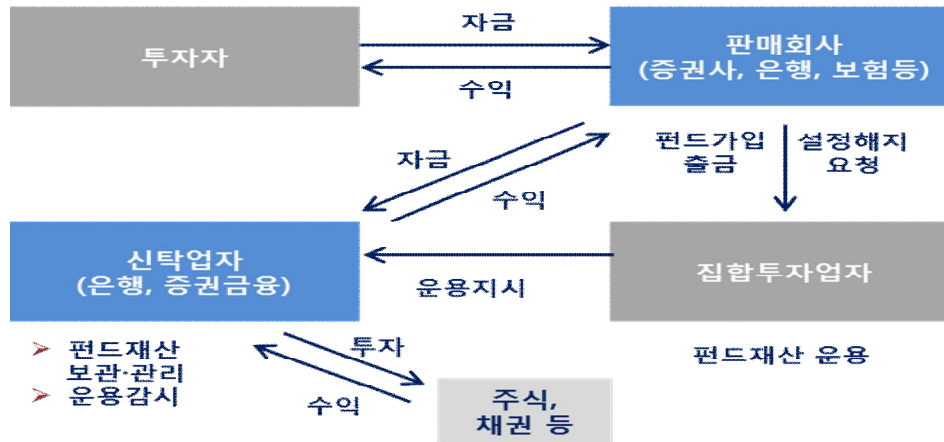 자금
투자자
판매회사
(증권사, 은행, 보험등)
수익
자금
수익
펀드가입
출금
설정해지
요청
신탁업자
(은행, 증권금융)
운용지시
집합투자업자
펀드재산
보관·관리
운용감시
투자
수익
주식,
채권 등
펀드재산 운용